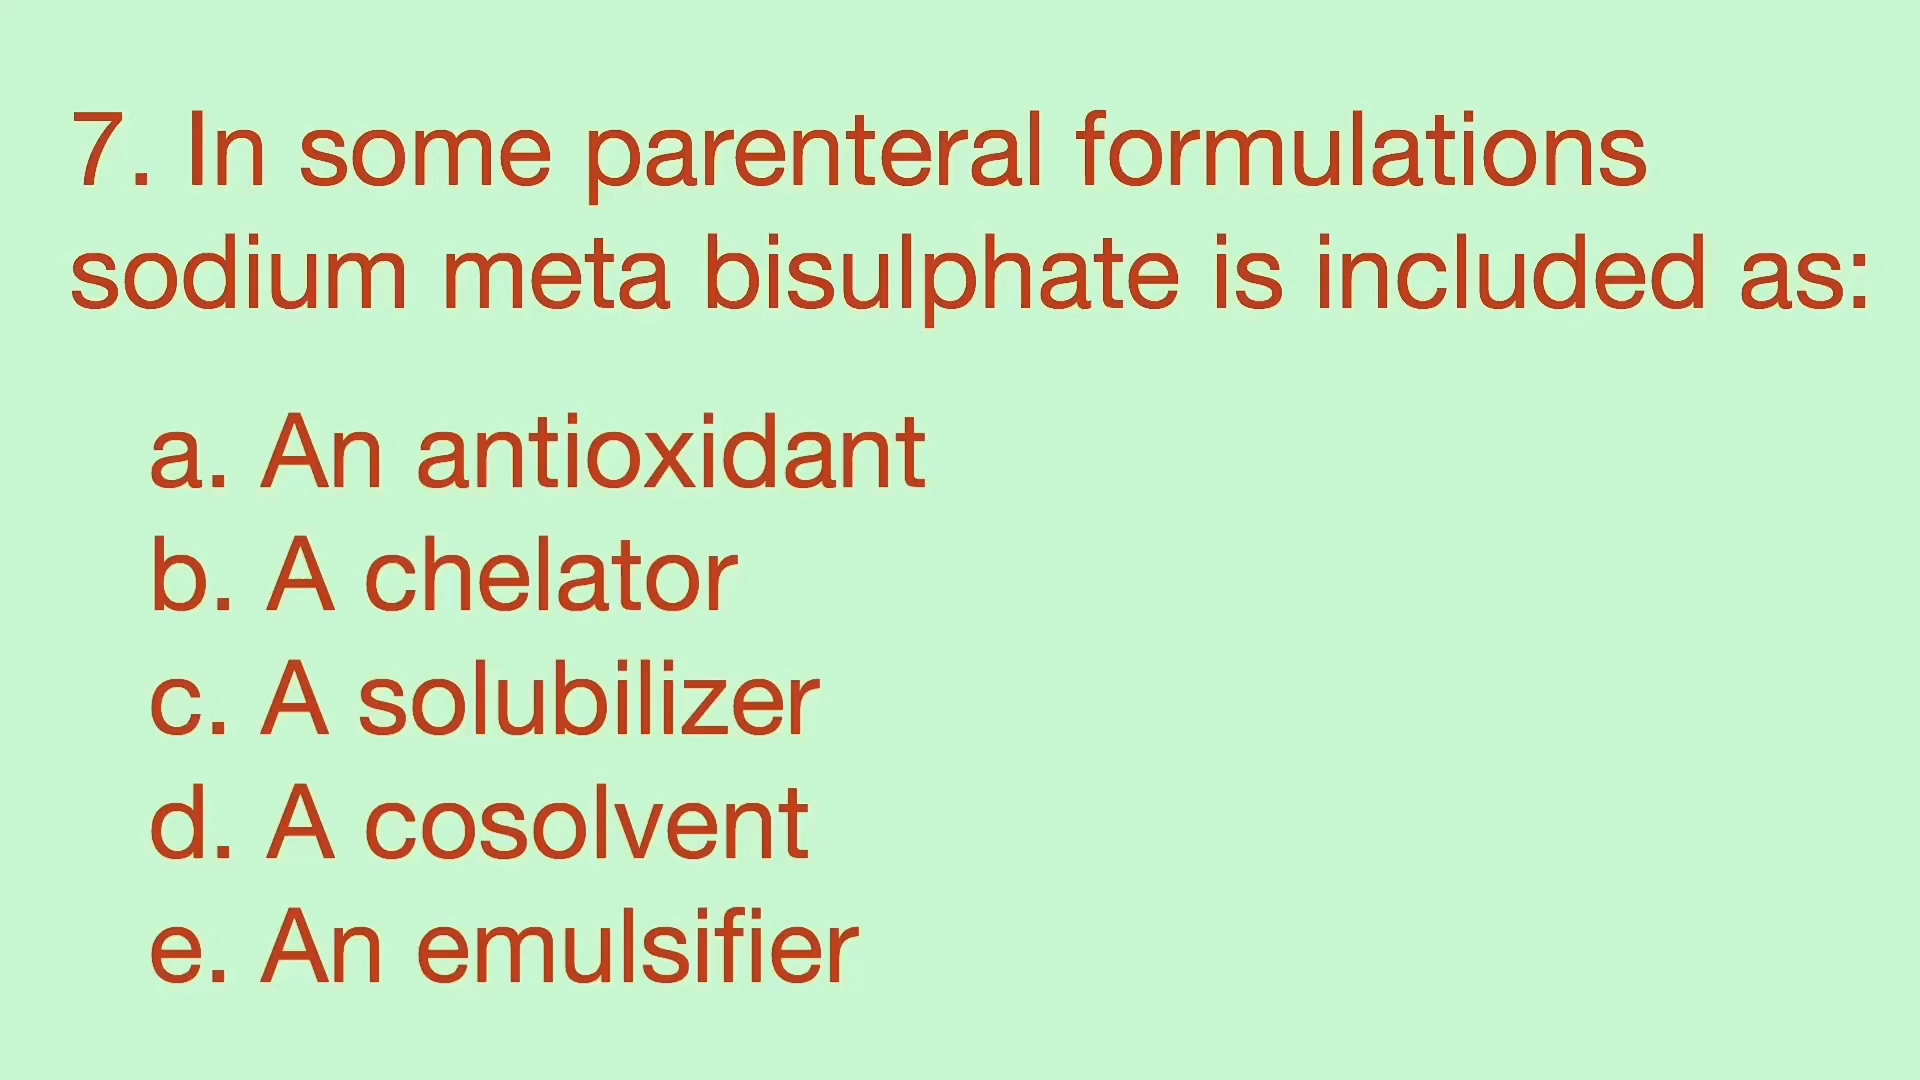 7. In some parenteral formulations
sodium meta bisulphate is included as:
a. An antioxidant
b. A chelator
c. A solubilizer
d. A cosolvent
e. An emulsifier